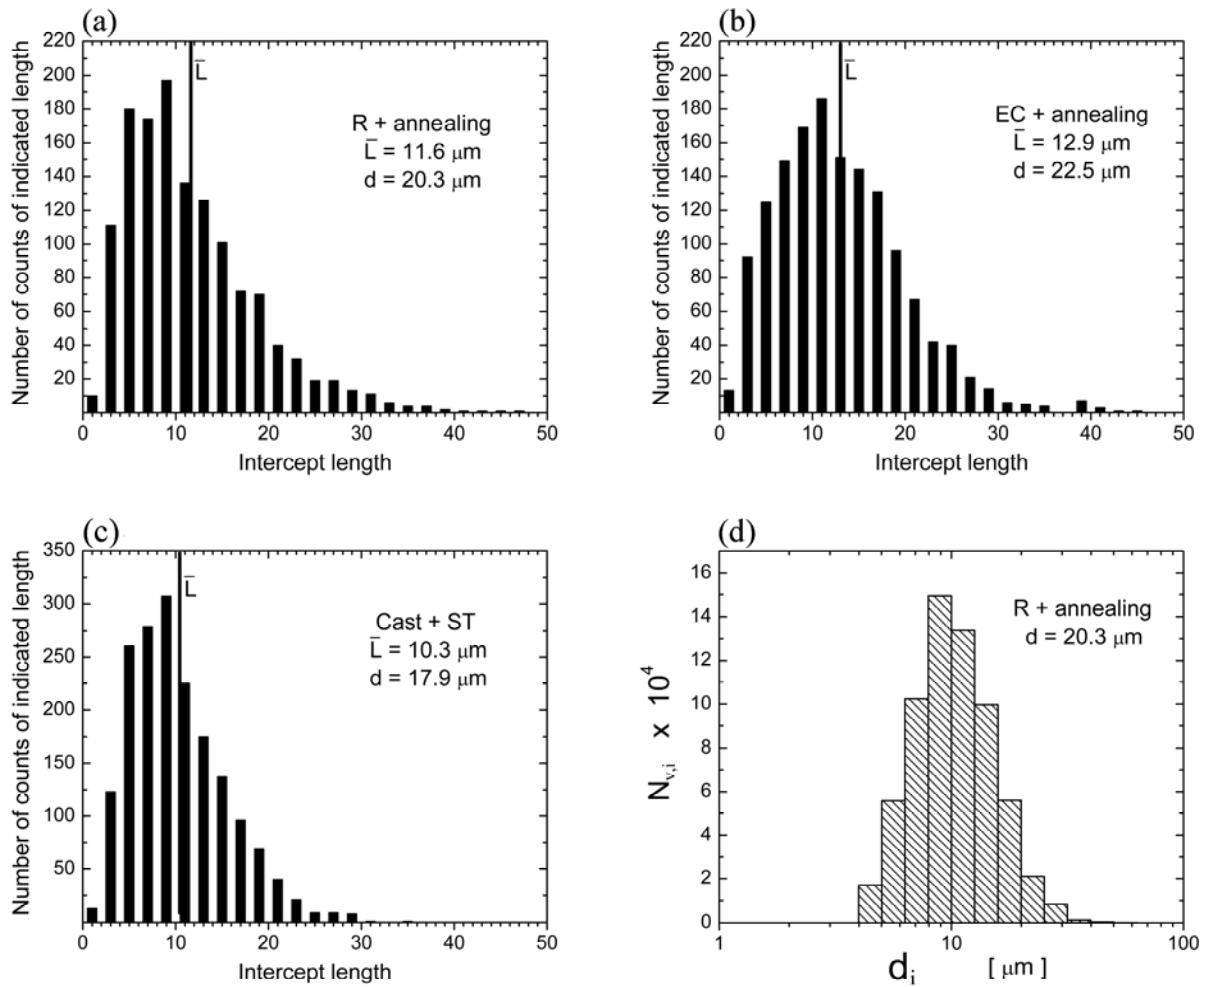 (a)
Number of counts of indicated length
220
200
180
160
140
120
100
80
60
40
20
L̄
R + annealing
L̄ = 11.6 μm
d = 20.3 μm
0 10 20 30 40 50
Intercept length
(b)
Number of counts of indicated length
220
200
180
160
140
120
100
80
60
40
20
L̄
EC + annealing
L̄ = 12.9 μm
d = 22.5 μm
0 10 20 30 40 50
Intercept length
(c)
Number of counts of indicated length
350
300
250
200
150
100
50
L̄
Cast + ST
L̄ = 10.3 μm
d = 17.9 μm
0 10 20 30 40 50
Intercept length
(d)
N_v,i x 10^4
16
14
12
10
8
6
4
2
0
R + annealing
d = 20.3 μm
1 10 100
d_i [ μm ]